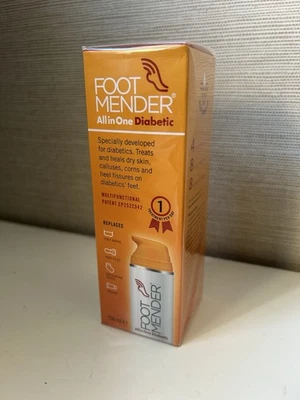 FOOT
MENDER®
All in One Diabetic
Specially developed
for diabetics. Treats
and heals dry skin,
calluses, corns and
heel fissures on
diabetics' feet.
MULTIFUNCTIONAL
PATENT EP2523242
1
REPLACES
FOOT
MENDER